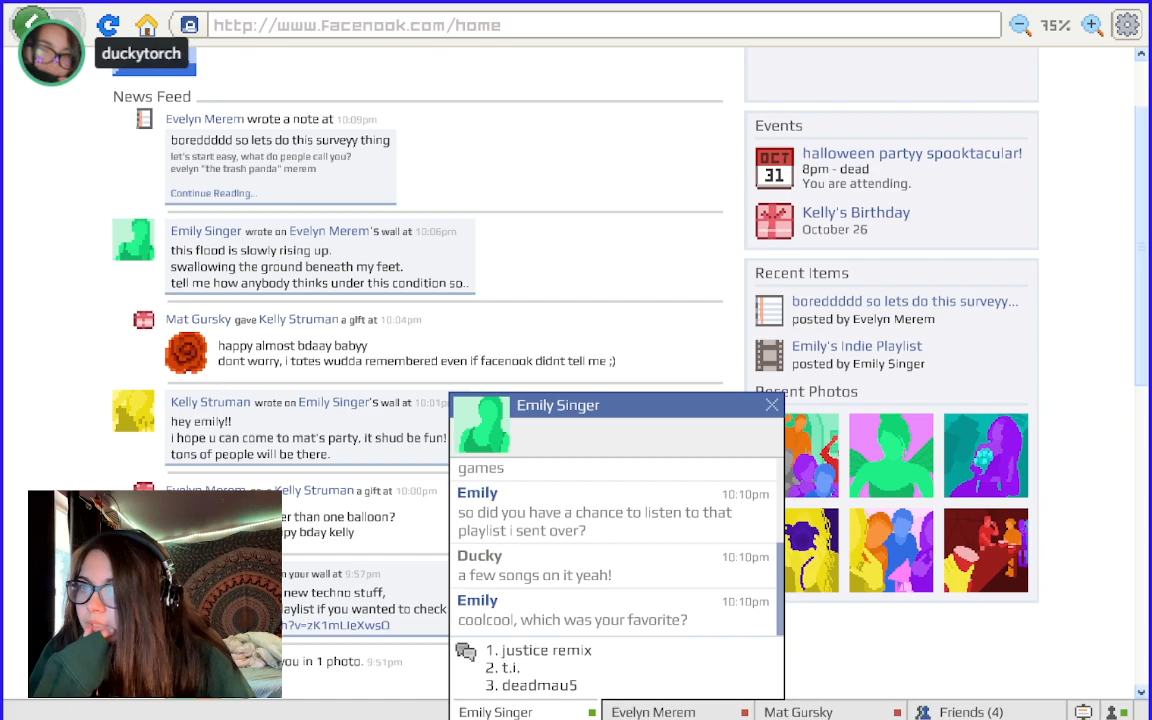 http://www.Facenook.com/home
75%
duckytorch
News Feed
Evelyn Merem wrote a note at 10:09pm
boreddddd so lets do this surveyy thing
let's start easy, what do people call you?
evelyn "the trash panda" merem
Continue Reading...
Emily Singer wrote on Evelyn Merem's wall at 10:06pm
this flood is slowly rising up.
swallowing the ground beneath my feet.
tell me how anybody thinks under this condition so..
Mat Gursky gave Kelly Struman a gift at 10:04pm
happy almost bdaay babyy
dont worry, i totes wudda remembered even if facenook didnt tell me ;)
Kelly Struman wrote on Emily Singer's wall at 10:01pm
hey emily!!
i hope u can come to mat's party, it shud be fun!
tons of people will be there.
Kelly Struman a gift at 10:00pm
er than one balloon?
py bday kelly
n your wall at 9:57pm
new techno stuff,
aylist if you wanted to check
h?v=zK1mLIeXwsQ
you in 1 photo. 9:51pm
Events
OCT
31
halloween partyy spooktacular!
8pm - dead
You are attending.
Kelly's Birthday
October 26
Recent Items
boreddddd so lets do this surveyy...
posted by Evelyn Merem
Emily's Indie Playlist
posted by Emily Singer
Recent Photos
Emily Singer
games
Emily 10:10pm
so did you have a chance to listen to that
playlist i sent over?
Ducky 10:10pm
a few songs on it yeah!
Emily 10:10pm
coolcool, which was your favorite?
1. justice remix
2. t.i.
3. deadmau5
Emily Singer
Evelyn Merem
Mat Gursky
Friends (4)